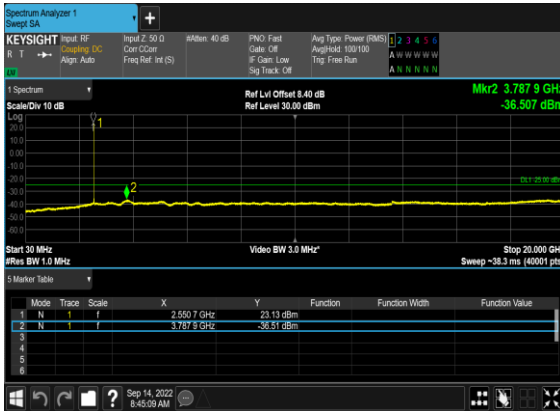 Spectrum Analyzer 1
Swept SA
+
KEYSIGHT Input: RF Input Z: 50 Ω #Atten: 40 dB PNO: Fast Avg Type: Power (RMS) 1 2 3 4 5 6
R T Coupling: DC Corr CCorr Gate: Off Avg|Hold: 100/100 A W W W W W
Align: Auto Freq Ref: Int (S) IF Gain: Low Trig: Free Run
LXI Sig Track: Off A N N N N N
1 Spectrum Ref Lvl Offset 8.40 dB Mkr2 3.787 9 GHz
Scale/Div 10 dB Ref Level 30.00 dBm -36.507 dBm
Log
20.0
10.0
0.00
-10.0
-20.0
-30.0
-40.0
-50.0
-60.0
1
2
DL1 -25.00 dBm
Start 30 MHz Video BW 3.0 MHz* Stop 20.000 GHz
#Res BW 1.0 MHz Sweep ~38.3 ms (40001 pts)
5 Marker Table
Mode Trace Scale X Y Function Function Width Function Value
1 N 1 f 2.550 7 GHz 23.13 dBm
2 N 1 f 3.787 9 GHz -36.51 dBm
3
4
5
6
? Sep 14, 2022
8:45:09 AM